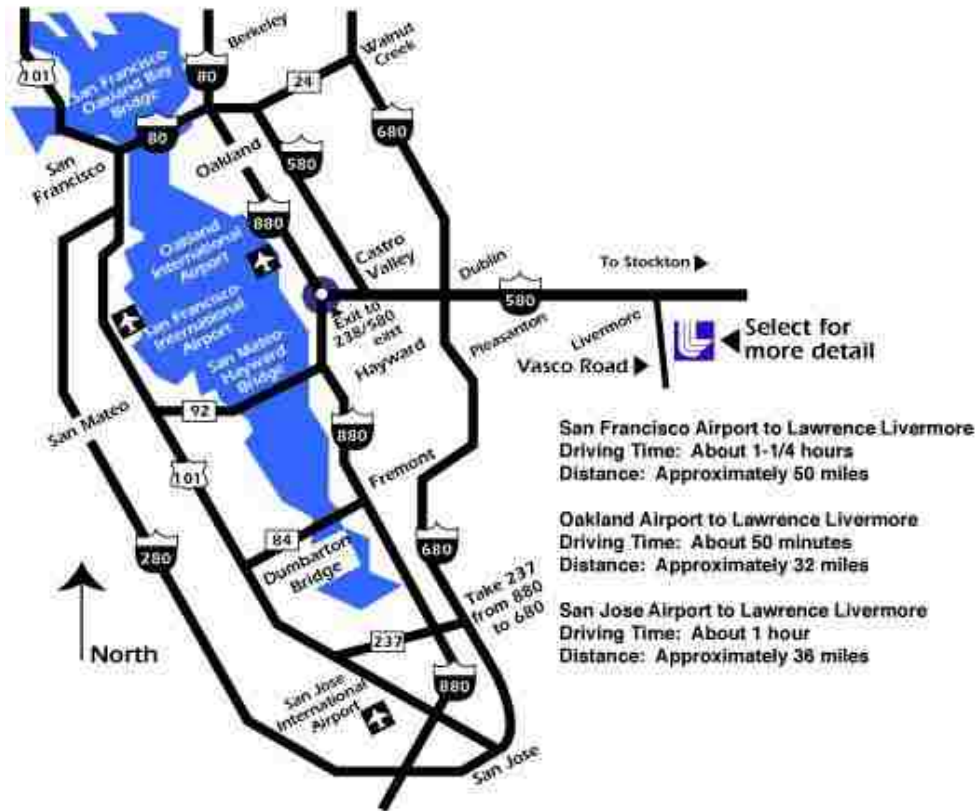 Berkeley
Walnut
Creek
101
San Francisco
Oakland Bay
Bridge
80
24
80
680
San
Francisco
Oakland
580
880
Oakland
International
Airport
Castro
Valley
Dublin
To Stockton
580
San Francisco
International
Airport
Exit to
238/580
east
Pleasanton
Livermore
Select for
more detail
San Mateo
Hayward
Bridge
Hayward
Vasco Road
San Mateo
92
880
San Francisco Airport to Lawrence Livermore
Driving Time: About 1-1/4 hours
Distance: Approximately 50 miles
101
Fremont
Oakland Airport to Lawrence Livermore
Driving Time: About 50 minutes
Distance: Approximately 32 miles
280
84
Dumbarton
Bridge
680
Take 237
from 880
to 680
San Jose Airport to Lawrence Livermore
Driving Time: About 1 hour
Distance: Approximately 36 miles
North
237
880
San Jose
International
Airport
San Jose